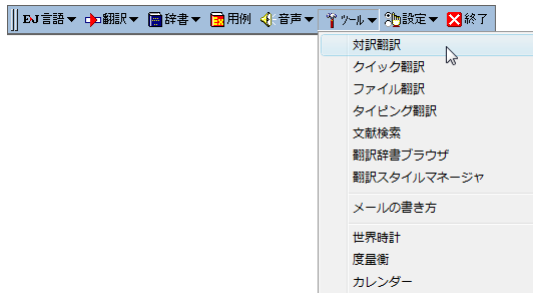 EJ 言語▼ 翻訳▼ 辞書▼ 用例 音声▼ ツール▼ 設定▼ 終了
対訳翻訳
クイック翻訳
ファイル翻訳
タイピング翻訳
文献検索
翻訳辞書ブラウザ
翻訳スタイルマネージャ
メールの書き方
世界時計
度量衡
カレンダー